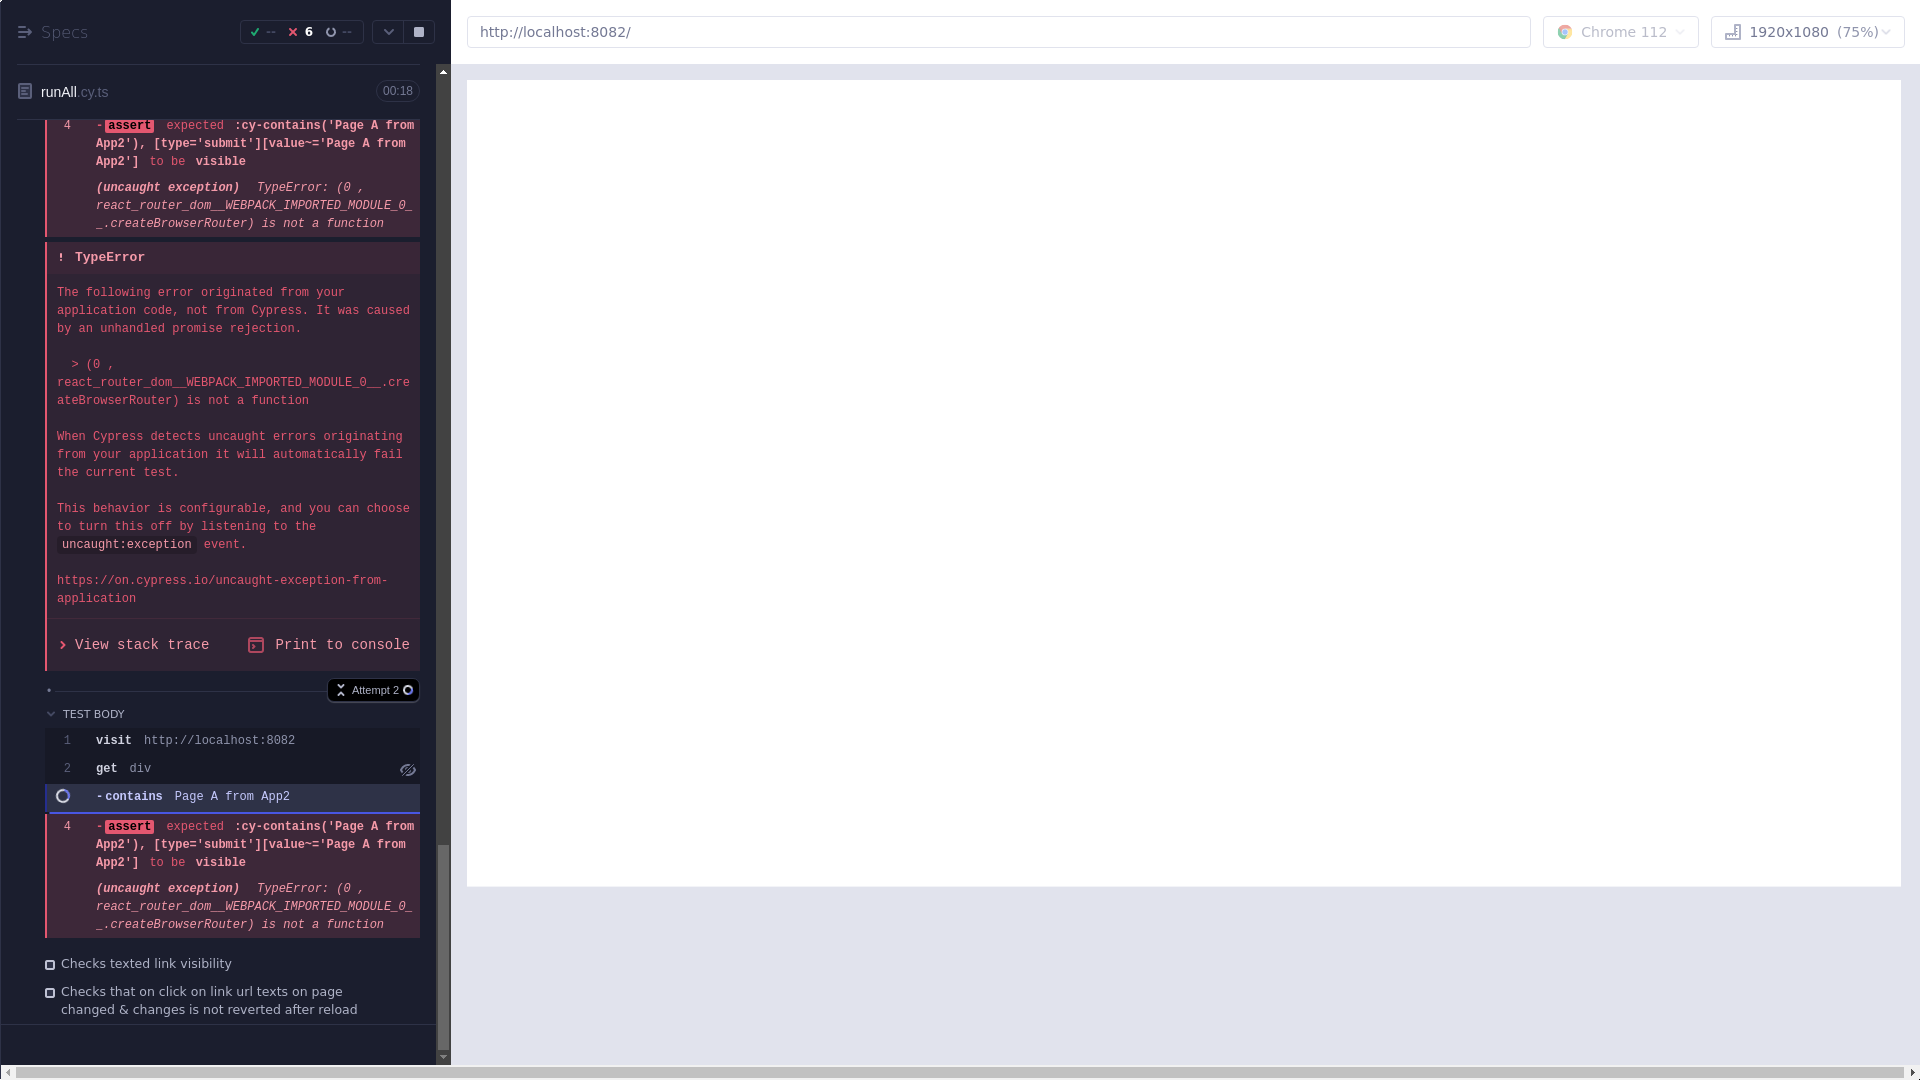 Specs
-- 6 --
http://localhost:8082/
Chrome 112
1920x1080 (75%)
runAll.cy.ts
00:18
4 -assert expected :cy-contains('Page A from
App2'), [type='submit'][value~='Page A from
App2'] to be visible
(uncaught exception) TypeError: (0 ,
react_router_dom__WEBPACK_IMPORTED_MODULE_0_
_.createBrowserRouter) is not a function
! TypeError
The following error originated from your
application code, not from Cypress. It was caused
by an unhandled promise rejection.
> (0 ,
react_router_dom__WEBPACK_IMPORTED_MODULE_0__.cre
ateBrowserRouter) is not a function
When Cypress detects uncaught errors originating
from your application it will automatically fail
the current test.
This behavior is configurable, and you can choose
to turn this off by listening to the
uncaught:exception event.
https://on.cypress.io/uncaught-exception-from-
application
View stack trace
Print to console
Attempt 2
TEST BODY
1 visit http://localhost:8082
2 get div
-contains Page A from App2
4 -assert expected :cy-contains('Page A from
App2'), [type='submit'][value~='Page A from
App2'] to be visible
(uncaught exception) TypeError: (0 ,
react_router_dom__WEBPACK_IMPORTED_MODULE_0_
_.createBrowserRouter) is not a function
Checks texted link visibility
Checks that on click on link url texts on page
changed & changes is not reverted after reload